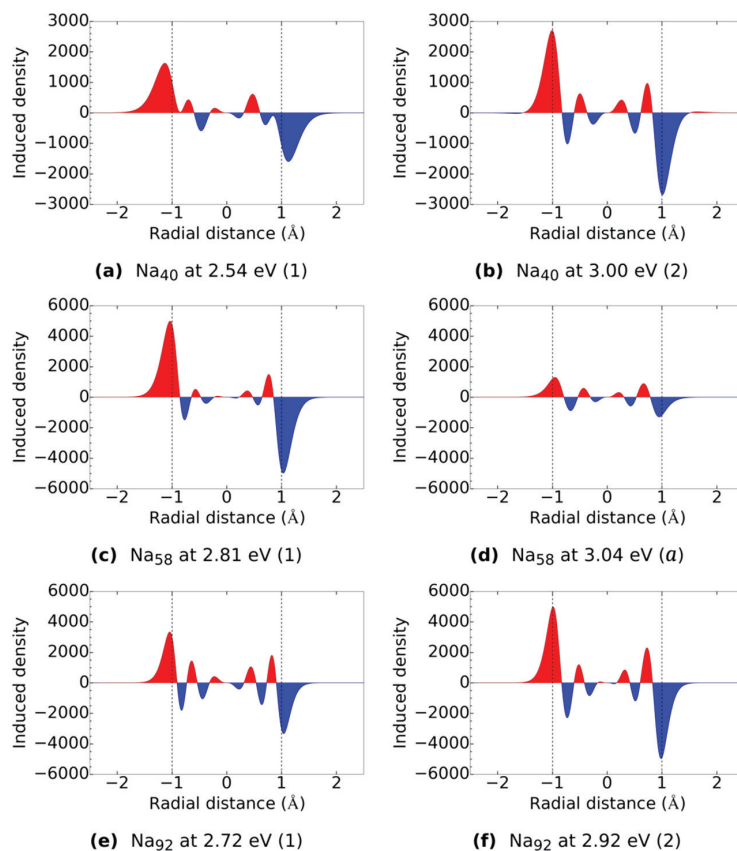 3000
2000
1000
0
−1000
−2000
−3000
Induced density
−2 −1 0 1 2
Radial distance (Å)
(a) Na40 at 2.54 eV (1)
3000
2000
1000
0
−1000
−2000
−3000
Induced density
−2 −1 0 1 2
Radial distance (Å)
(b) Na40 at 3.00 eV (2)
6000
4000
2000
0
−2000
−4000
−6000
Induced density
−2 −1 0 1 2
Radial distance (Å)
(c) Na58 at 2.81 eV (1)
6000
4000
2000
0
−2000
−4000
−6000
Induced density
−2 −1 0 1 2
Radial distance (Å)
(d) Na58 at 3.04 eV (a)
6000
4000
2000
0
−2000
−4000
−6000
Induced density
−2 −1 0 1 2
Radial distance (Å)
(e) Na92 at 2.72 eV (1)
6000
4000
2000
0
−2000
−4000
−6000
Induced density
−2 −1 0 1 2
Radial distance (Å)
(f) Na92 at 2.92 eV (2)